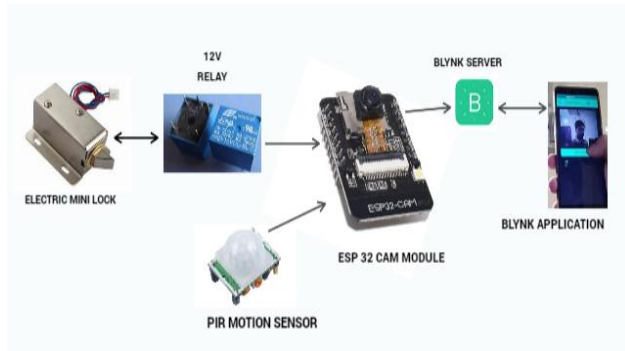 12V
RELAY
BLYNK SERVER
B
ELECTRIC MINI LOCK
ESP32-CAM
BLYNK APPLICATION
ESP 32 CAM MODULE
PIR MOTION SENSOR